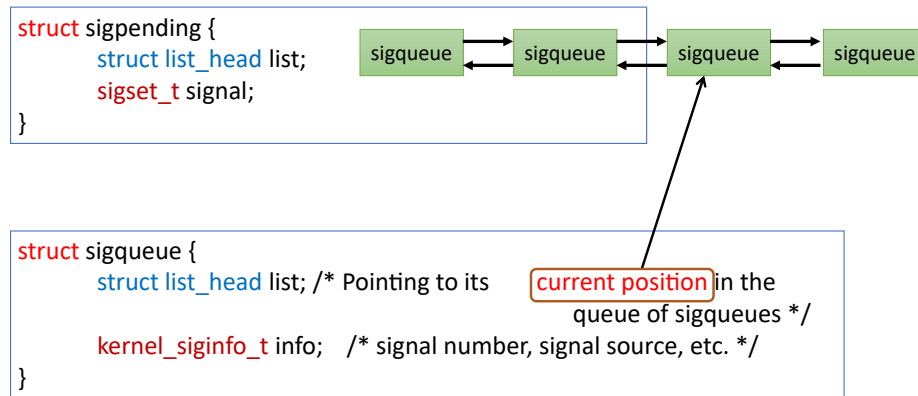 struct sigpending {
struct list_head list;
sigset_t signal;
}
sigqueue sigqueue sigqueue sigqueue
struct sigqueue {
struct list_head list; /* Pointing to its current position in the
queue of sigqueues */
kernel_siginfo_t info; /* signal number, signal source, etc. */
}